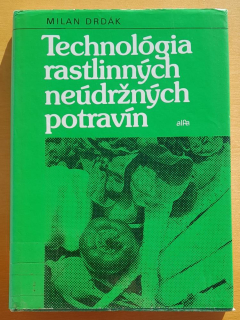 MILAN DRDÁK
Technológia
rastlinných
neúdržných
potravín
alfa